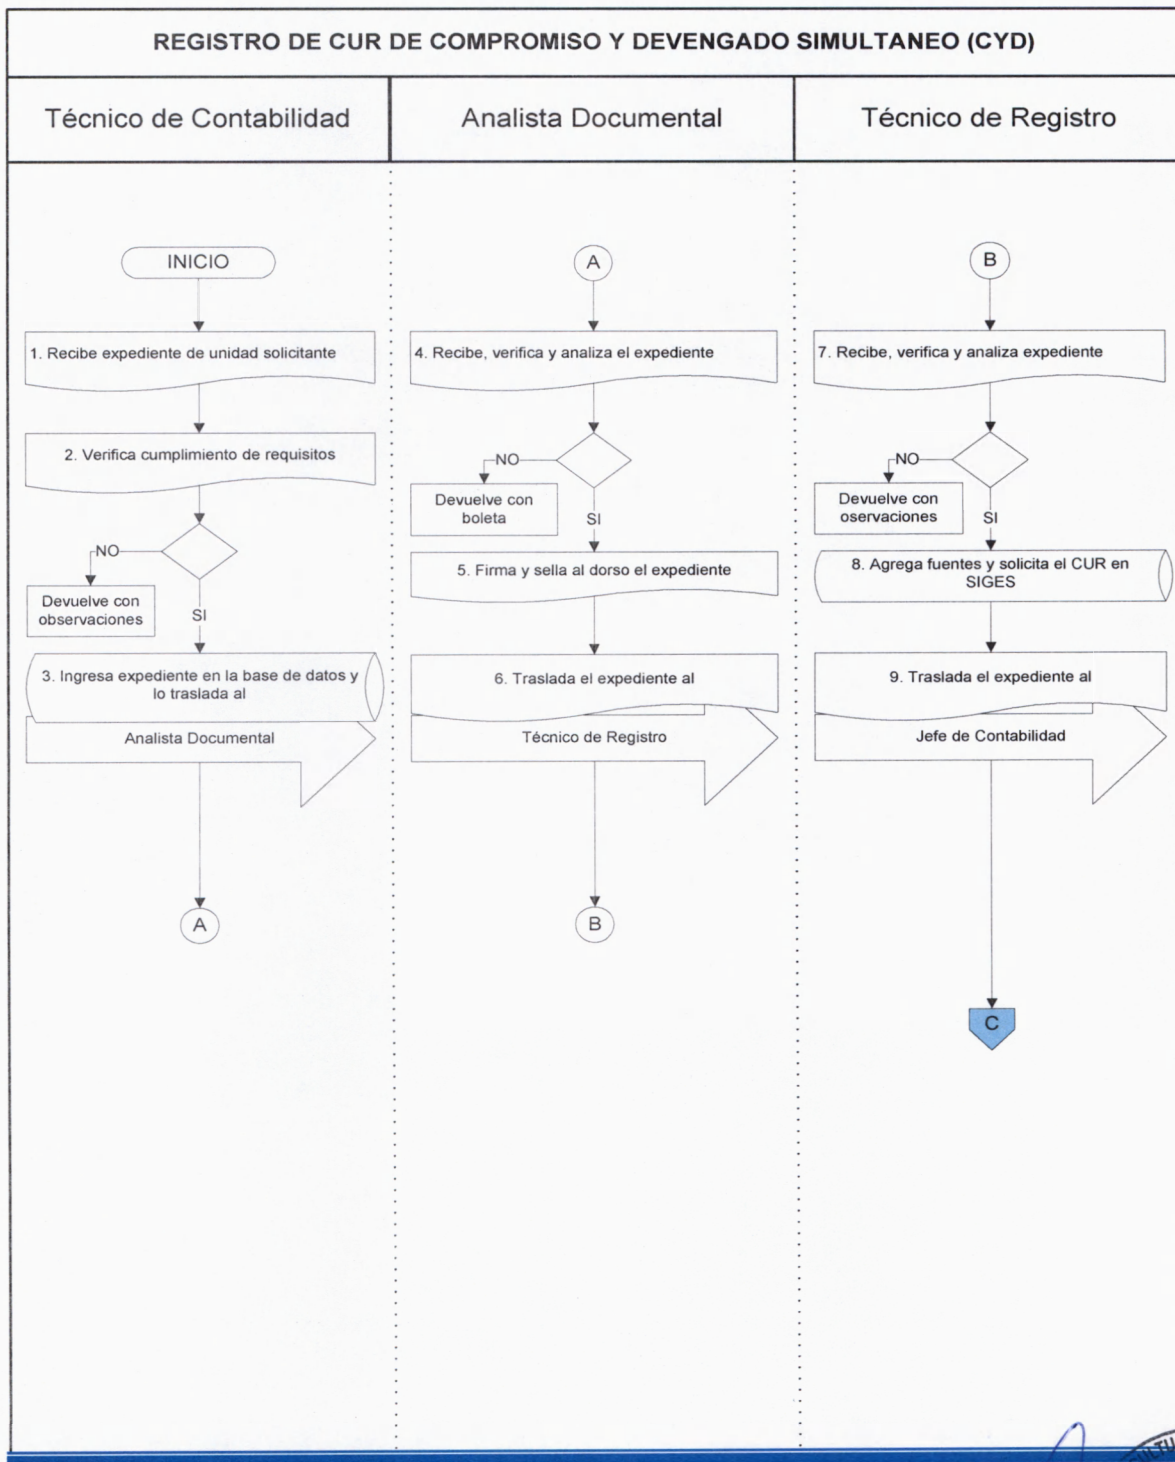 REGISTRO DE CUR DE COMPROMISO Y DEVENGADO SIMULTANEO (CYD)
Técnico de Contabilidad
Analista Documental
Técnico de Registro
INICIO
1. Recibe expediente de unidad solicitante
2. Verifica cumplimiento de requisitos
NO
Devuelve con
observaciones
SI
3. Ingresa expediente en la base de datos y
lo traslada al
Analista Documental
A
A
4. Recibe, verifica y analiza el expediente
NO
Devuelve con
boleta
SI
5. Firma y sella al dorso el expediente
6. Traslada el expediente al
Técnico de Registro
B
B
7. Recibe, verifica y analiza expediente
NO
Devuelve con
oservaciones
SI
8. Agrega fuentes y solicita el CUR en
SIGES
9. Traslada el expediente al
Jefe de Contabilidad
C